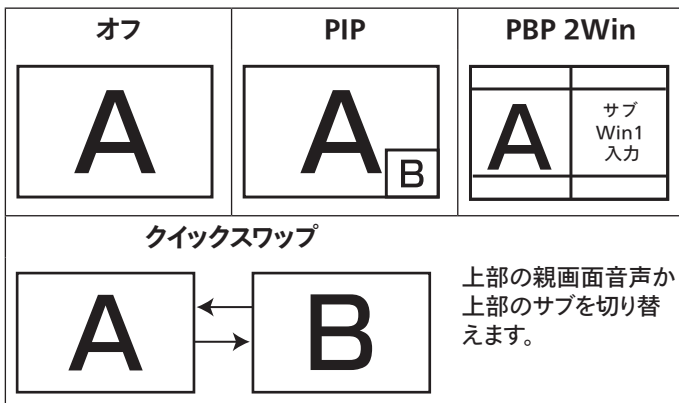 オフ
PIP
PBP 2Win
A
A
B
A
サブ
Win1
入力
クイックスワップ
A
B
上部の親画面音声か
上部のサブを切り替
えます。